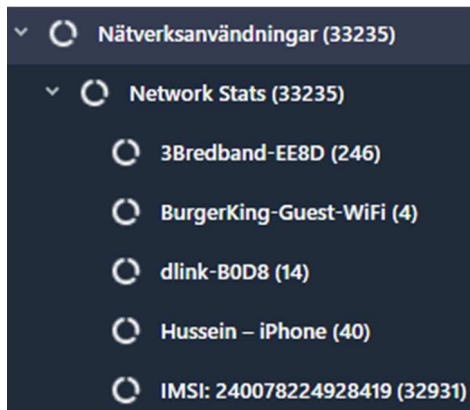 Nätverksanvändningar (33235)
Network Stats (33235)
3Bredband-EE8D (246)
BurgerKing-Guest-WiFi (4)
dlink-B0D8 (14)
Hussein – iPhone (40)
IMSI: 240078224928419 (32931)